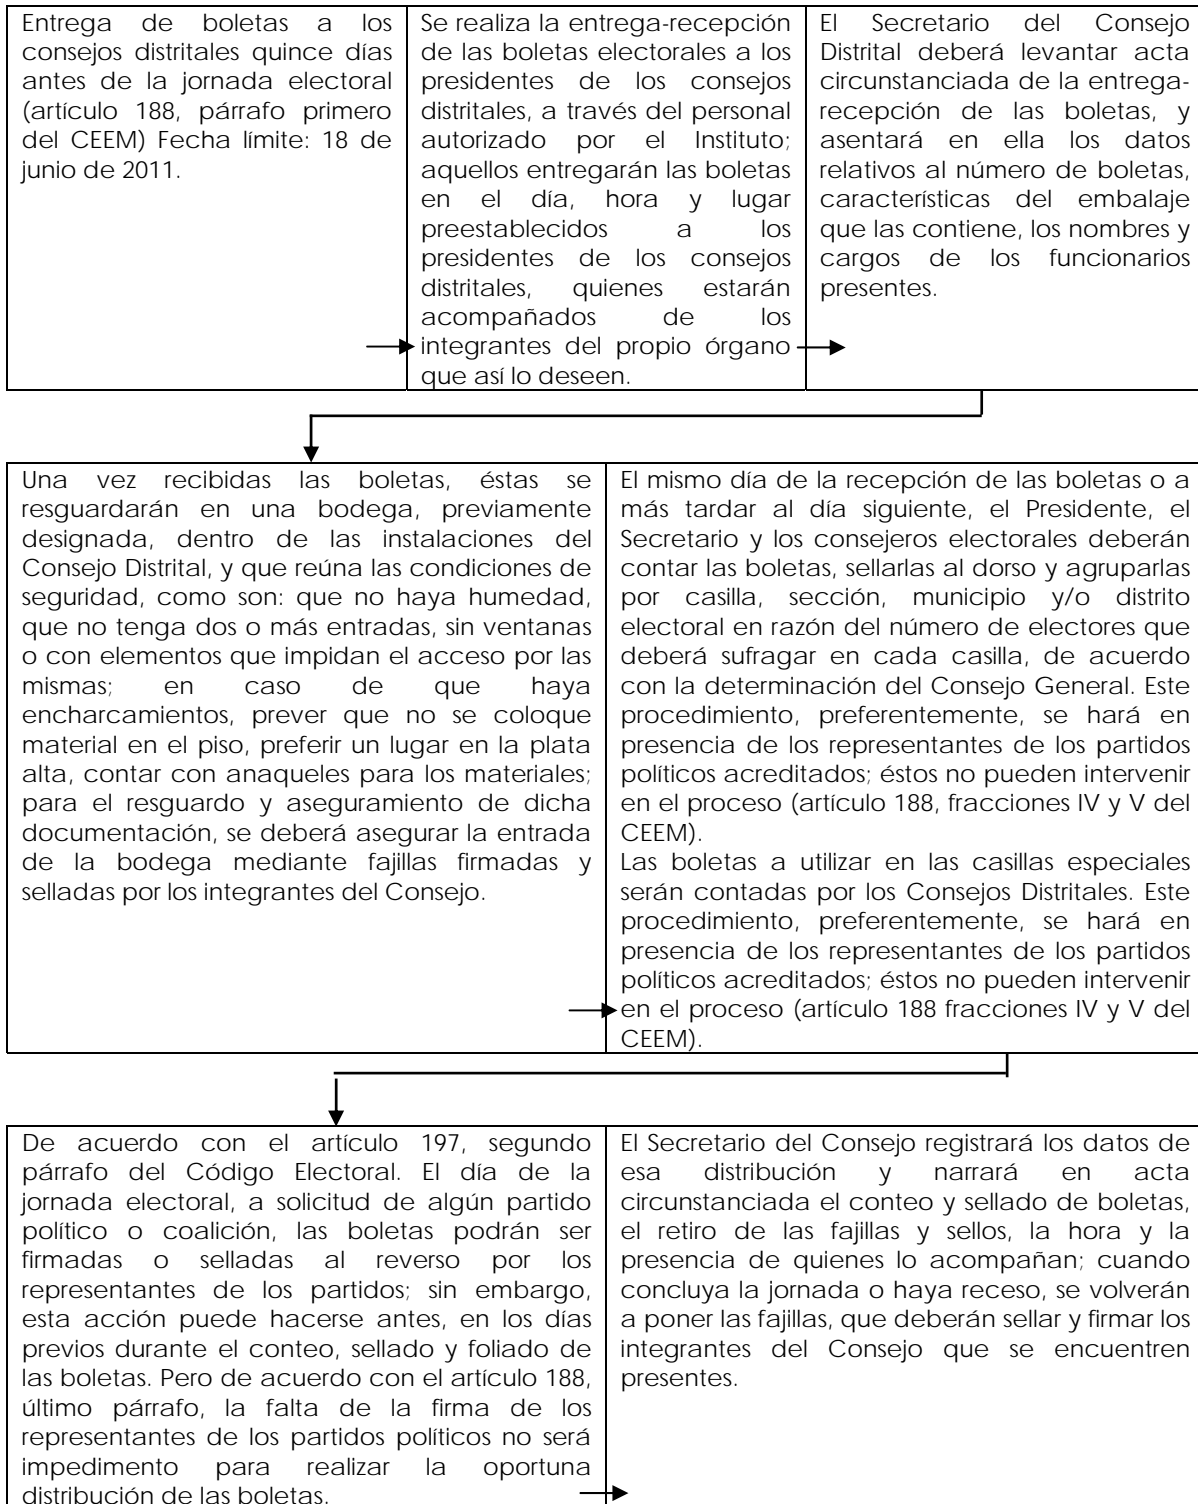 Entrega de boletas a los
consejos distritales quince días
antes de la jornada electoral
(artículo 188, párrafo primero
del CEEM) Fecha límite: 18 de
junio de 2011.
Se realiza la entrega-recepción
de las boletas electorales a los
presidentes de los consejos
distritales, a través del personal
autorizado por el Instituto;
aquellos entregarán las boletas
en el día, hora y lugar
preestablecidos a los
presidentes de los consejos
distritales, quienes estarán
acompañados de los
integrantes del propio órgano
que así lo deseen.
El Secretario del Consejo
Distrital deberá levantar acta
circunstanciada de la entrega-
recepción de las boletas, y
asentará en ella los datos
relativos al número de boletas,
características del embalaje
que las contiene, los nombres y
cargos de los funcionarios
presentes.
Una vez recibidas las boletas, éstas se
resguardarán en una bodega, previamente
designada, dentro de las instalaciones del
Consejo Distrital, y que reúna las condiciones de
seguridad, como son: que no haya humedad,
que no tenga dos o más entradas, sin ventanas
o con elementos que impidan el acceso por las
mismas; en caso de que haya
encharcamientos, prever que no se coloque
material en el piso, preferir un lugar en la plata
alta, contar con anaqueles para los materiales;
para el resguardo y aseguramiento de dicha
documentación, se deberá asegurar la entrada
de la bodega mediante fajillas firmadas y
selladas por los integrantes del Consejo.
El mismo día de la recepción de las boletas o a
más tardar al día siguiente, el Presidente, el
Secretario y los consejeros electorales deberán
contar las boletas, sellarlas al dorso y agruparlas
por casilla, sección, municipio y/o distrito
electoral en razón del número de electores que
deberá sufragar en cada casilla, de acuerdo
con la determinación del Consejo General. Este
procedimiento, preferentemente, se hará en
presencia de los representantes de los partidos
políticos acreditados; éstos no pueden intervenir
en el proceso (artículo 188, fracciones IV y V del
CEEM).
Las boletas a utilizar en las casillas especiales
serán contadas por los Consejos Distritales. Este
procedimiento, preferentemente, se hará en
presencia de los representantes de los partidos
políticos acreditados; éstos no pueden intervenir
en el proceso (artículo 188 fracciones IV y V del
CEEM).
De acuerdo con el artículo 197, segundo
párrafo del Código Electoral. El día de la
jornada electoral, a solicitud de algún partido
político o coalición, las boletas podrán ser
firmadas o selladas al reverso por los
representantes de los partidos; sin embargo,
esta acción puede hacerse antes, en los días
previos durante el conteo, sellado y foliado de
las boletas. Pero de acuerdo con el artículo 188,
último párrafo, la falta de la firma de los
representantes de los partidos políticos no será
impedimento para realizar la oportuna
distribución de las boletas.
El Secretario del Consejo registrará los datos de
esa distribución y narrará en acta
circunstanciada el conteo y sellado de boletas,
el retiro de las fajillas y sellos, la hora y la
presencia de quienes lo acompañan; cuando
concluya la jornada o haya receso, se volverán
a poner las fajillas, que deberán sellar y firmar los
integrantes del Consejo que se encuentren
presentes.